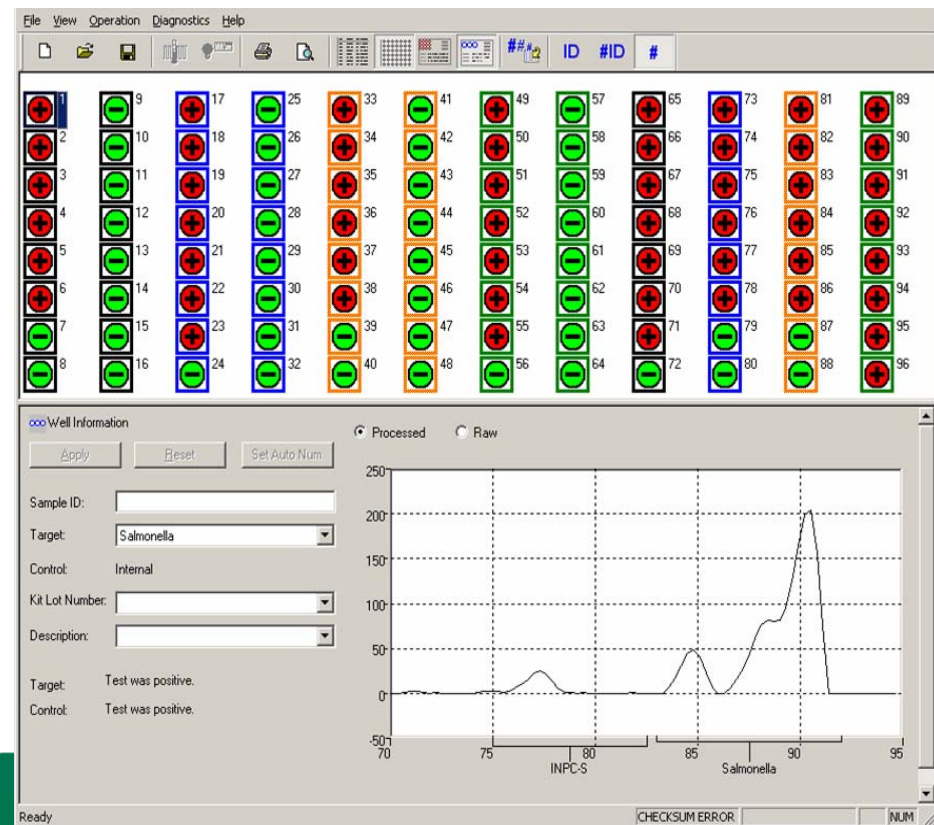 File View Operation Diagnostics Help
##.# ID #ID #
1 9 17 25 33 41 49 57 65 73 81 89
2 10 18 26 34 42 50 58 66 74 82 90
3 11 19 27 35 43 51 59 67 75 83 91
4 12 20 28 36 44 52 60 68 76 84 92
5 13 21 29 37 45 53 61 69 77 85 93
6 14 22 30 38 46 54 62 70 78 86 94
7 15 23 31 39 47 55 63 71 79 87 95
8 16 24 32 40 48 56 64 72 80 88 96
Well Information
Processed Raw
Apply Reset Set Auto Num
Sample ID:
Target: Salmonella
Control: Internal
Kit Lot Number:
Description:
Target: Test was positive.
Control: Test was positive.
250
200
150
100
50
0
-50
70 75 80 85 90 95
INPC-S Salmonella
Ready CHECKSUM ERROR NUM